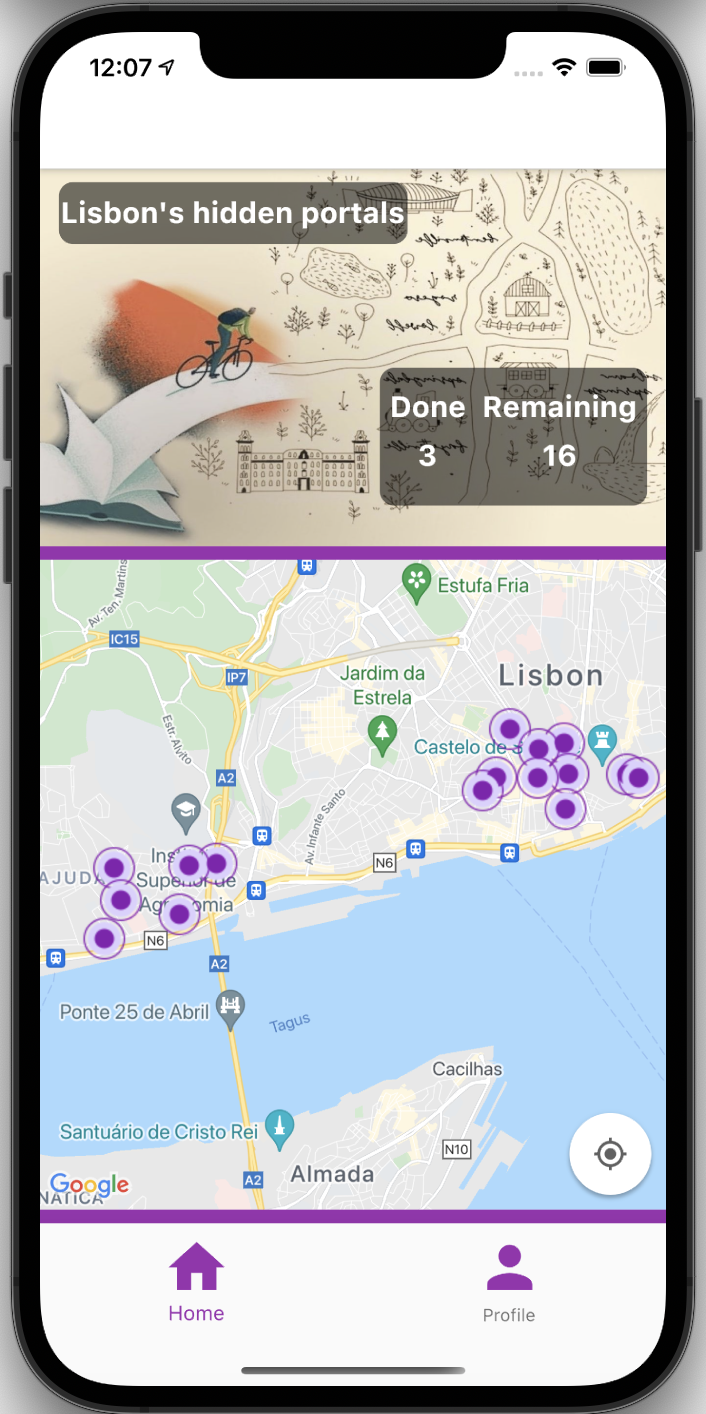 12:07
Lisbon's hidden portals
Done Remaining
3 16
Estufa Fria
Av. Ten. Martins
IC15
IP7
Jardim da
Estrela
Lisbon
Castelo de S
Estr. Alvito
A2
Av. Infante Santo
N6
AJUDA
Superior de
Agronomia
N6
A2
Ponte 25 de Abril
Tagus
Cacilhas
Santuário de Cristo Rei
N10
Almada
A2
Google
NÁTICA
Home
Profile